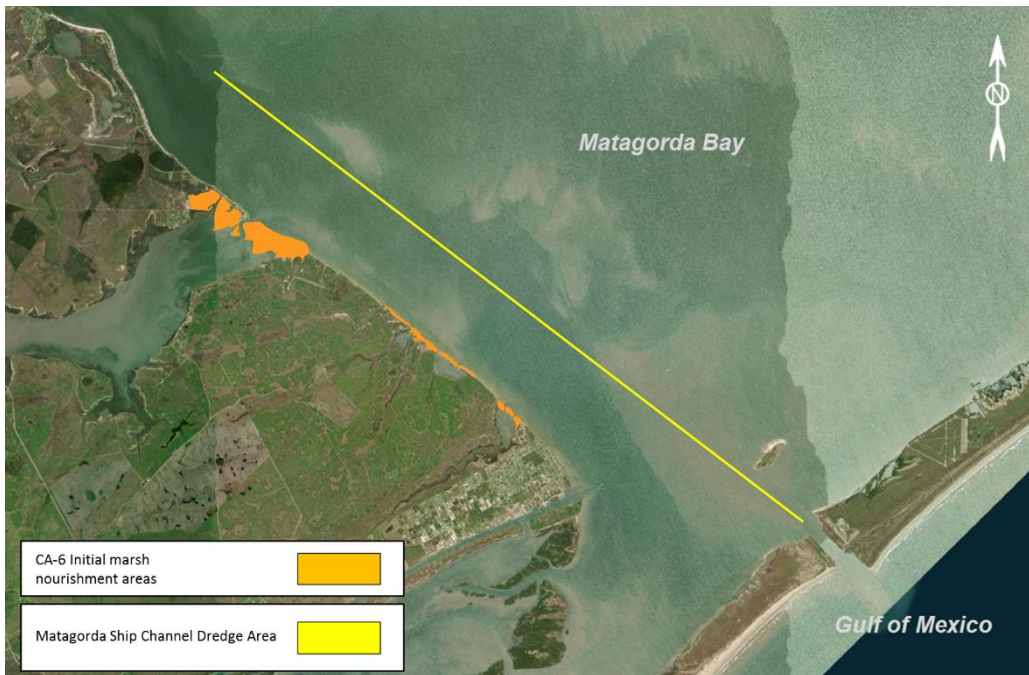 N
Matagorda Bay
CA-6 Initial marsh
nourishment areas
Matagorda Ship Channel Dredge Area
Gulf of Mexico